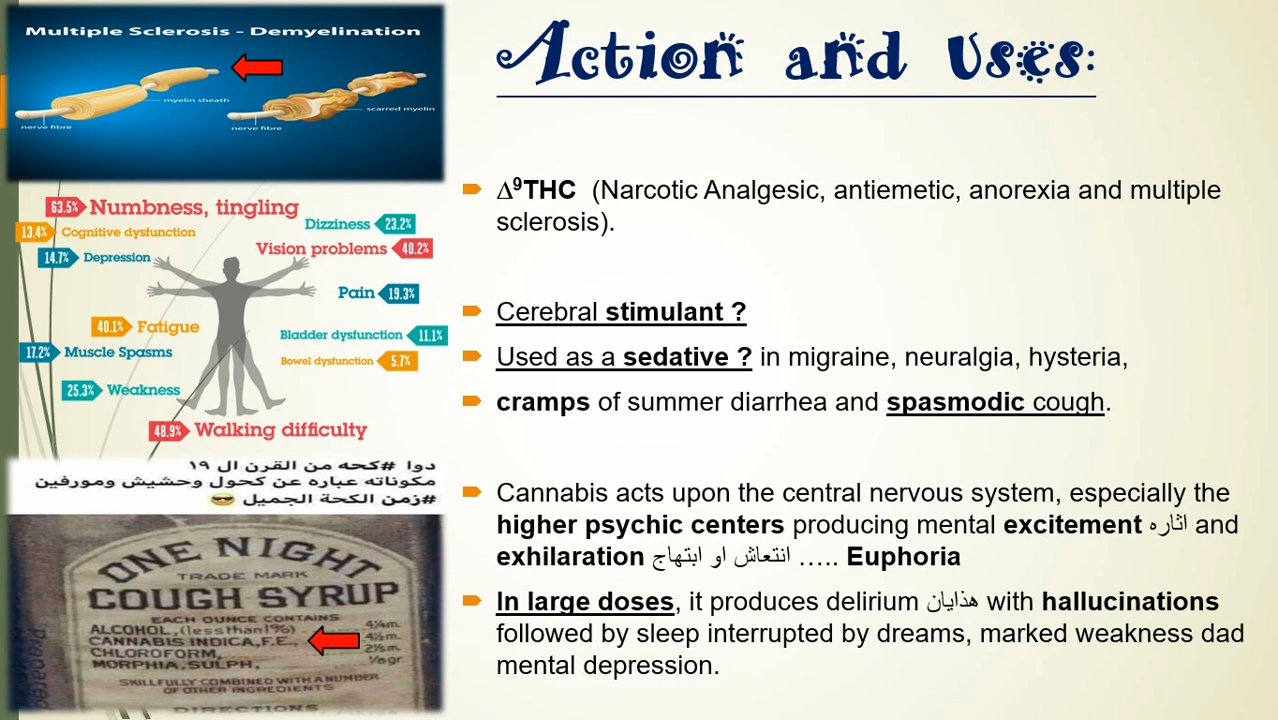 Multiple Sclerosis - Demyelination
myelin sheath
scarred myelin
nerve fibre
nerve fibre
63.5% Numbness, tingling
Dizziness 23.2%
13.4% Cognitive dysfunction
Vision problems 40.2%
14.7% Depression
Pain 19.3%
40.1% Fatigue
Bladder dysfunction 11.1%
17.2% Muscle Spasms
Bowel dysfunction 5.7%
25.3% Weakness
48.9% Walking difficulty
دوا #كحه من القرن ال ١٩
مكوناته عباره عن كحول وحشيش ومورفين
#زمن الكحة الجميل 😎
ONE NIGHT
TRADE MARK
COUGH SYRUP
EACH OUNCE CONTAINS
ALCOHOL, (less than 1%)
CANNABIS INDICA, F.E.,
CHLOROFORM,
MORPHIA, SULPH,
SKILLFULLY COMBINED WITH A NUMBER
OF OTHER INGREDIENTS
DIRECTIONS
Prepared
Action and Uses:
Δ⁹THC (Narcotic Analgesic, antiemetic, anorexia and multiple
sclerosis).
Cerebral stimulant ?
Used as a sedative ? in migraine, neuralgia, hysteria,
cramps of summer diarrhea and spasmodic cough.
Cannabis acts upon the central nervous system, especially the
higher psychic centers producing mental excitement اثاره and
exhilaration انتعاش او ابتهاج ..... Euphoria
In large doses, it produces delirium هذايان with hallucinations
followed by sleep interrupted by dreams, marked weakness dad
mental depression.